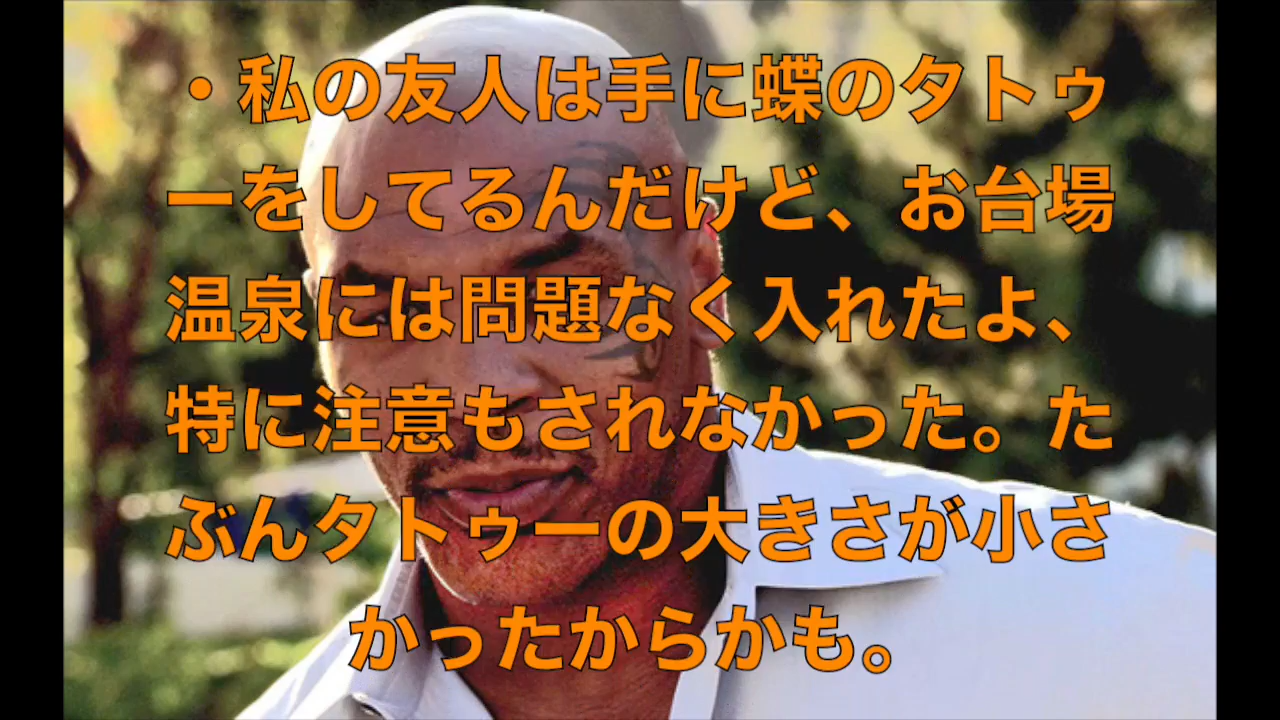 ・私の友人は手に蝶のタトゥ
ーをしてるんだけど、お台場
温泉には問題なく入れたよ、
特に注意もされなかった。た
ぶんタトゥーの大きさが小さ
かったからかも。